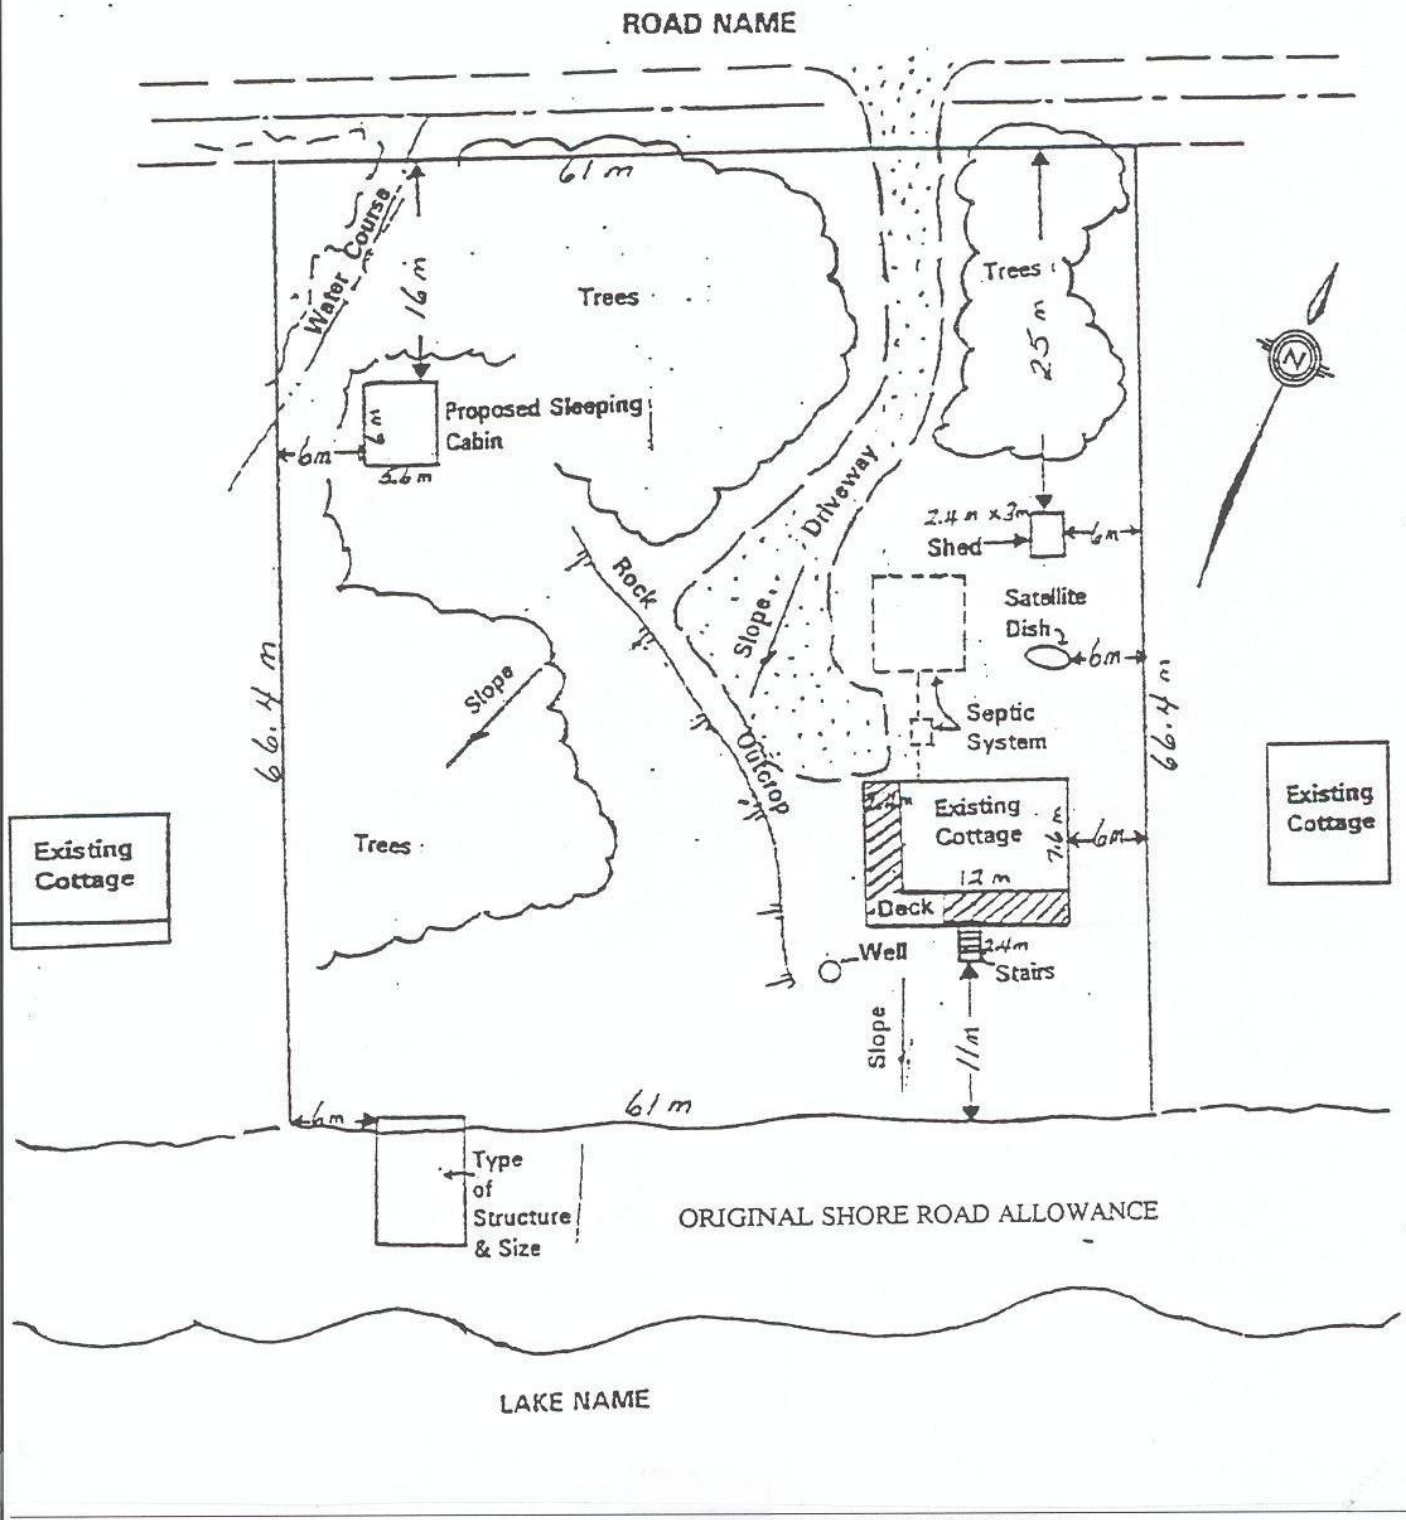 ROAD NAME
61 m
Water Course
16 m
Trees
Trees
25 m
N
Proposed Sleeping
Cabin
6 m
6m
5.6 m
Driveway
2.4 m x 3m
Shed
6m
Rock
Outcrop
Slope
Satellite
Dish
6m
Slope
Septic
System
66.4 m
66.4 m
Existing
Cottage
Trees
Existing
Cottage
7.6 m
6m
12 m
Existing
Cottage
Deck
Well
2.4m
Stairs
Slope
11m
6m
61 m
Type
of
Structure
& Size
ORIGINAL SHORE ROAD ALLOWANCE
LAKE NAME